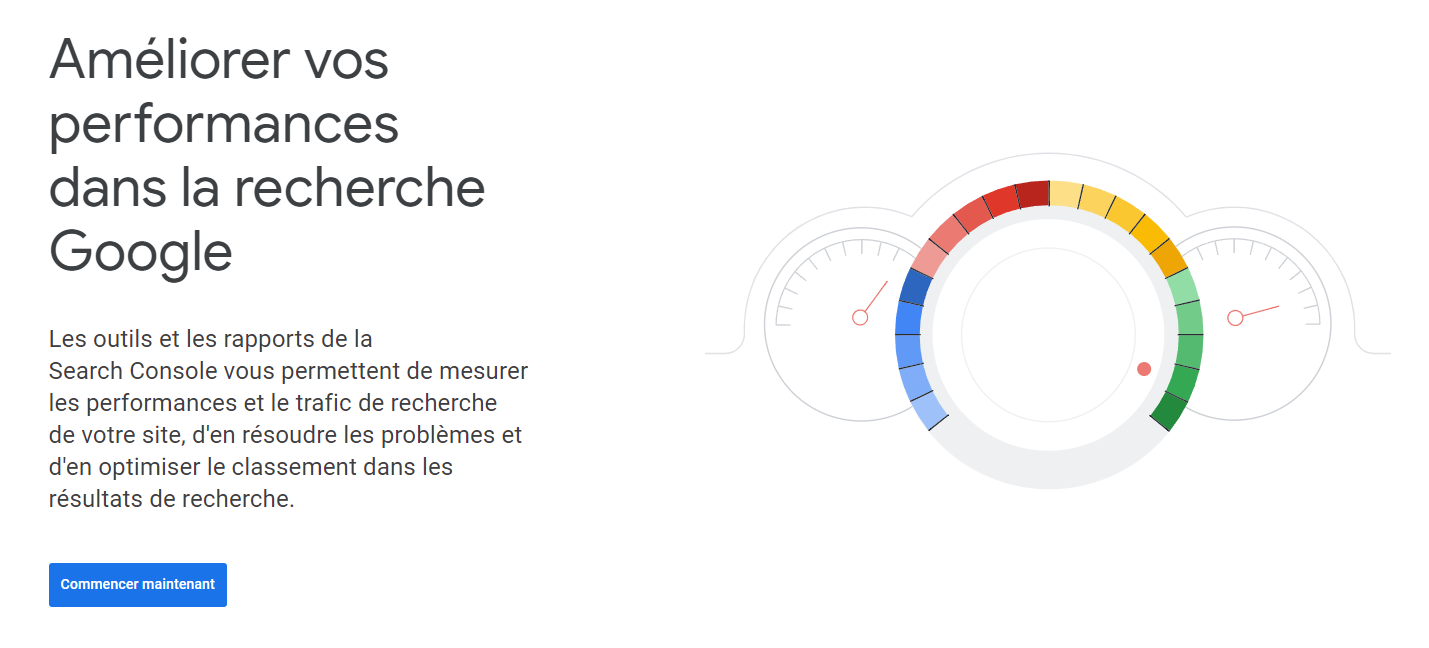 Améliorer vos
performances
dans la recherche
Google
Les outils et les rapports de la
Search Console vous permettent de mesurer
les performances et le trafic de recherche
de votre site, d'en résoudre les problèmes et
d'en optimiser le classement dans les
résultats de recherche.
Commencer maintenant